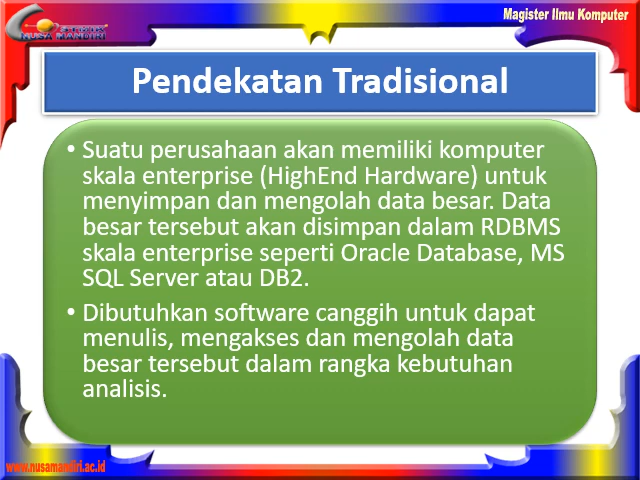 Magister Ilmu Komputer
NUSA MANDIRI
Pendekatan Tradisional
• Suatu perusahaan akan memiliki komputer
skala enterprise (HighEnd Hardware) untuk
menyimpan dan mengolah data besar. Data
besar tersebut akan disimpan dalam RDBMS
skala enterprise seperti Oracle Database, MS
SQL Server atau DB2.
• Dibutuhkan software canggih untuk dapat
menulis, mengakses dan mengolah data
besar tersebut dalam rangka kebutuhan
analisis.
www.nusamandiri.ac.id